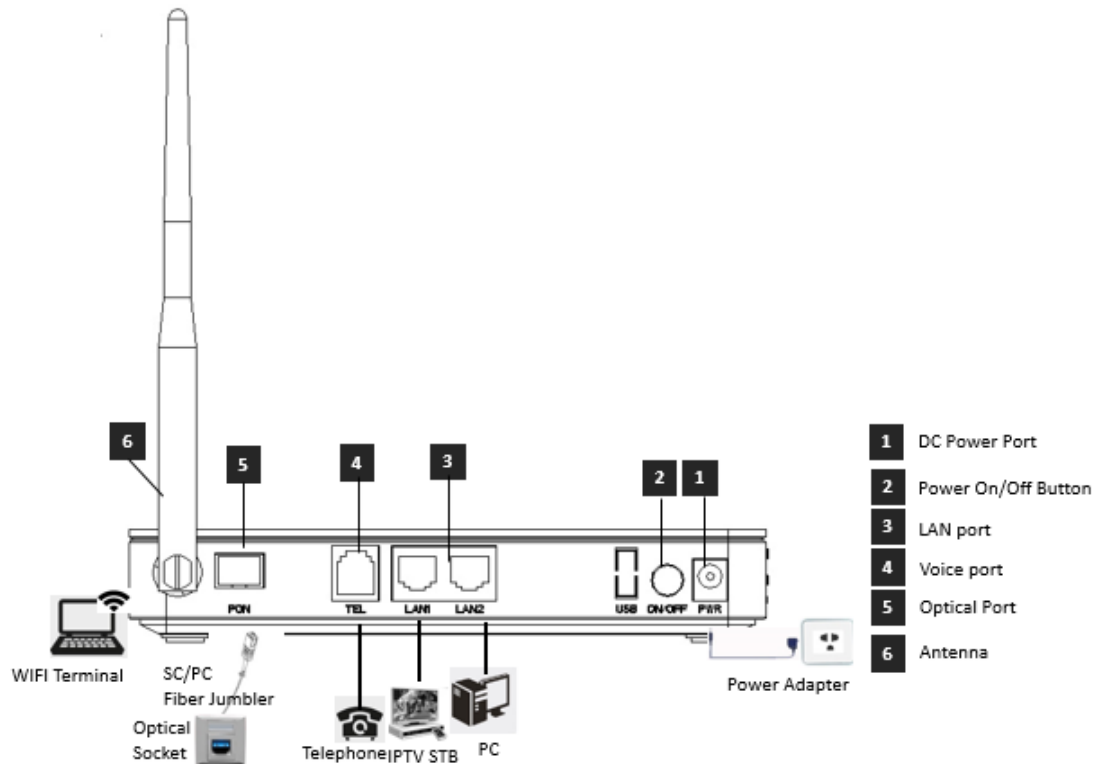 6
5
4
3
2
1
PON
TEL
LAN1
LAN2
USB
ON/OFF
PWR
1 DC Power Port
2 Power On/Off Button
3 LAN port
4 Voice port
5 Optical Port
6 Antenna
WIFI Terminal
SC/PC
Fiber Jumbler
Optical
Socket
Telephone
IPTV STB
PC
Power Adapter